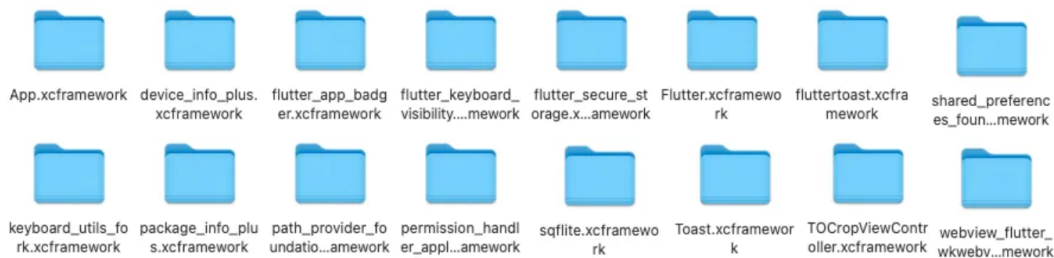 App.xcframework
device_info_plus.
xcframework
flutter_app_badg
er.xcframework
flutter_keyboard_
visibility....mework
flutter_secure_st
orage.x...amework
Flutter.xcframewo
rk
fluttertoast.xcfra
mework
shared_preferenc
es_foun...mework
keyboard_utils_fo
rk.xcframework
package_info_plu
s.xcframework
path_provider_fo
undatio...amework
permission_handl
er_appl...amework
sqflite.xcframewo
rk
Toast.xcframewor
k
TOCropViewContr
oller.xcframework
webview_flutter_
wkwebv...mework